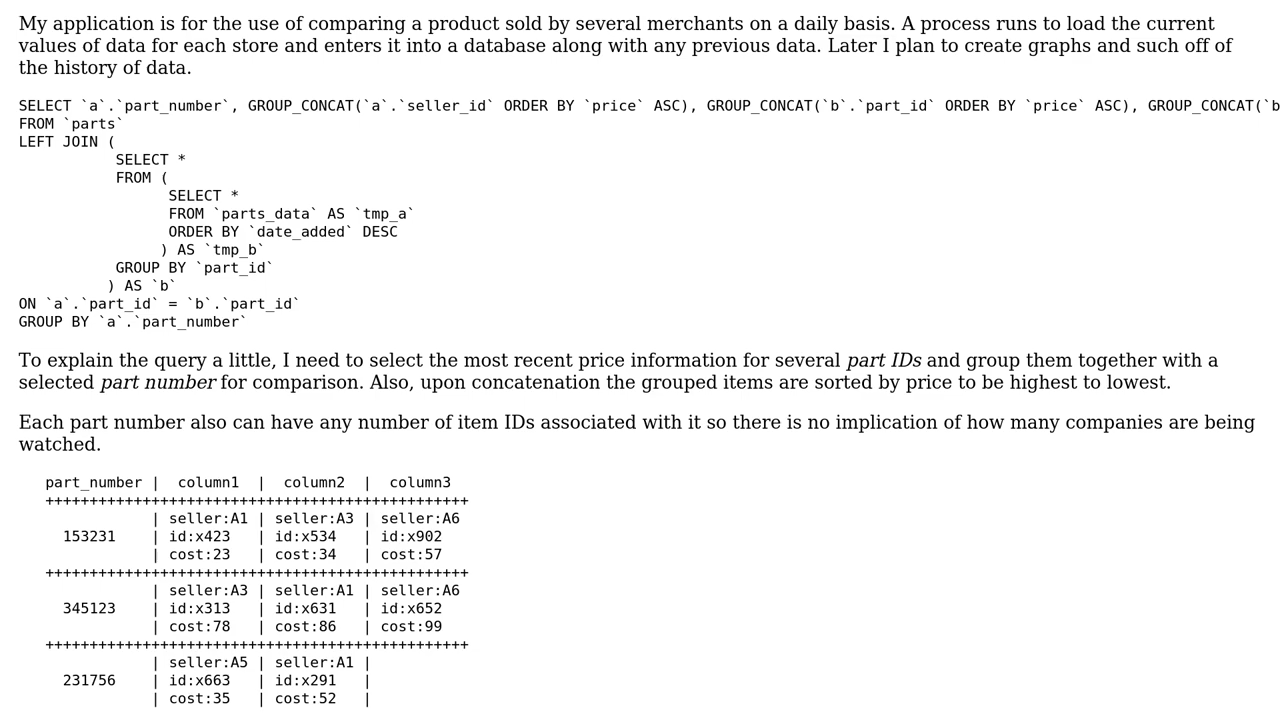 My application is for the use of comparing a product sold by several merchants on a daily basis. A process runs to load the current
values of data for each store and enters it into a database along with any previous data. Later I plan to create graphs and such off of
the history of data.
SELECT `a`.`part_number`, GROUP_CONCAT(`a`.`seller_id` ORDER BY `price` ASC), GROUP_CONCAT(`b`.`part_id` ORDER BY `price` ASC), GROUP_CONCAT(`b
FROM `parts`
LEFT JOIN (
SELECT *
FROM (
SELECT *
FROM `parts_data` AS `tmp_a`
ORDER BY `date_added` DESC
) AS `tmp_b`
GROUP BY `part_id`
) AS `b`
ON `a`.`part_id` = `b`.`part_id`
GROUP BY `a`.`part_number`
To explain the query a little, I need to select the most recent price information for several part IDs and group them together with a
selected part number for comparison. Also, upon concatenation the grouped items are sorted by price to be highest to lowest.
Each part number also can have any number of item IDs associated with it so there is no implication of how many companies are being
watched.
part_number | column1 | column2 | column3
++++++++++++++++++++++++++++++++++++++++++++++++
| seller:A1 | seller:A3 | seller:A6
153231 | id:x423 | id:x534 | id:x902
| cost:23 | cost:34 | cost:57
++++++++++++++++++++++++++++++++++++++++++++++++
| seller:A3 | seller:A1 | seller:A6
345123 | id:x313 | id:x631 | id:x652
| cost:78 | cost:86 | cost:99
++++++++++++++++++++++++++++++++++++++++++++++++
| seller:A5 | seller:A1 |
231756 | id:x663 | id:x291 |
| cost:35 | cost:52 |